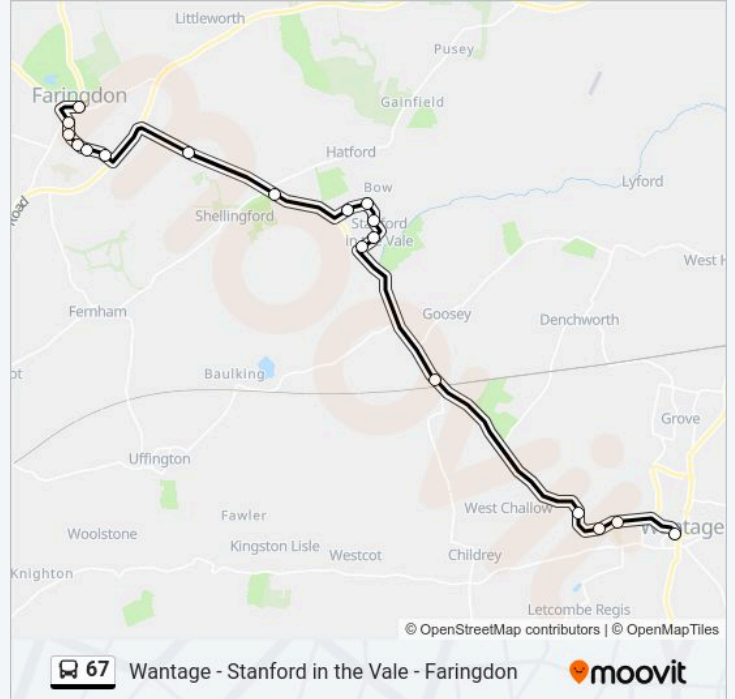 Littleworth
Pusey
Faringdon
Gainfield
Hatford
Lyford
Bow
Road
Shellingford
Stanford
in the Vale
West H
Fernham
Goosey
Denchworth
Baulking
Grove
Uffington
West Challow
Wantage
Fawler
Woolstone
Kingston Lisle
Westcot
Childrey
Knighton
Letcombe Regis
© OpenStreetMap contributors | © OpenMapTiles
67 Wantage - Stanford in the Vale - Faringdon
moovit